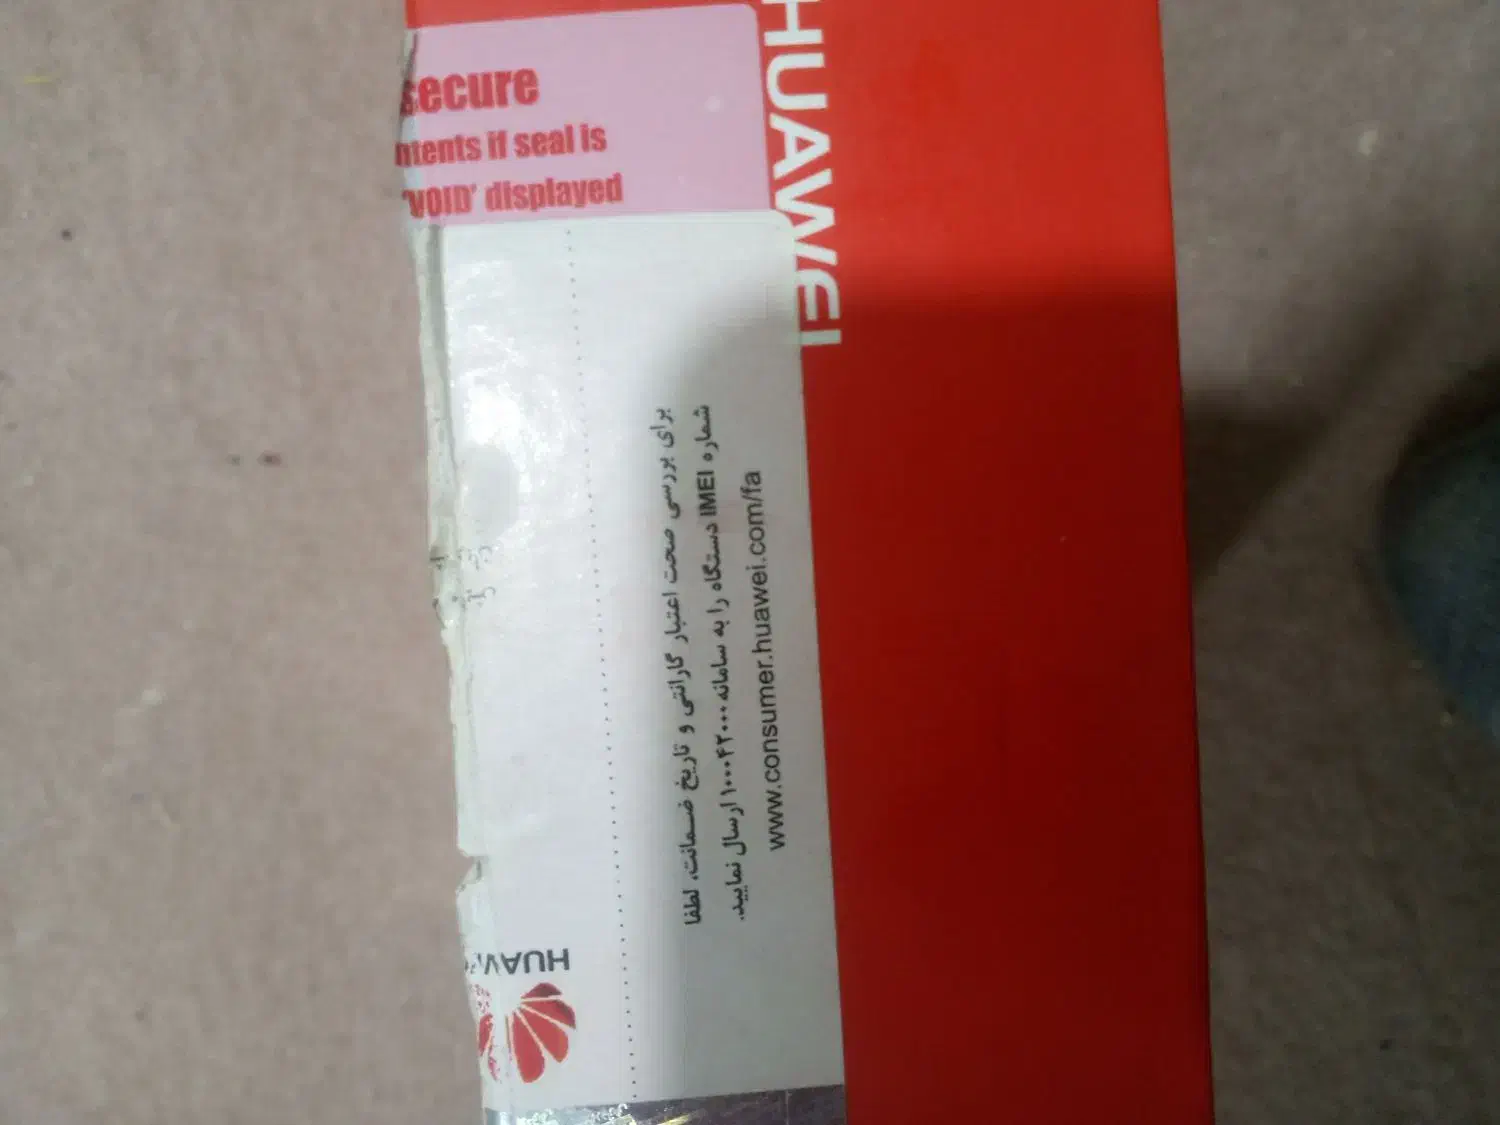 HUAWEI
secure
if seal is
'VOID' displayed
برای بررسی صحت اعتبار گارانتی و تاریخ ضمانت، لطفا
شماره IMEI دستگاه را به سامانه ۱۰۰۰۴۲۰۰۰ ارسال نمایید.
www.consumer.huawei.com/fa